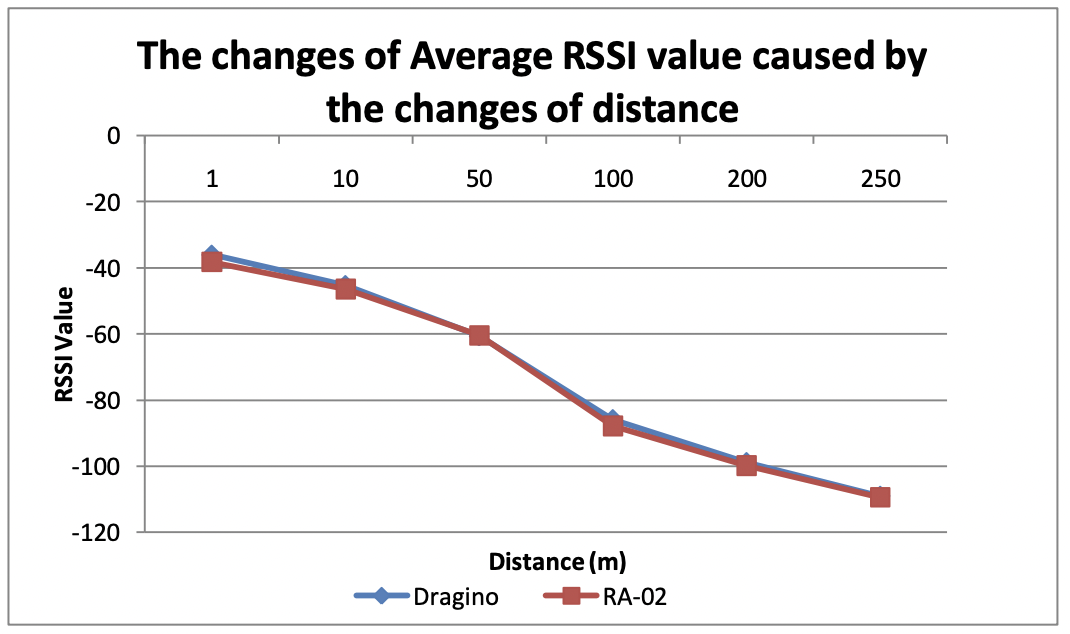 The changes of Average RSSI value caused by
the changes of distance
0
1 10 50 100 200 250
-20
-40
-60
-80
-100
-120
RSSI Value
Distance (m)
Dragino RA-02